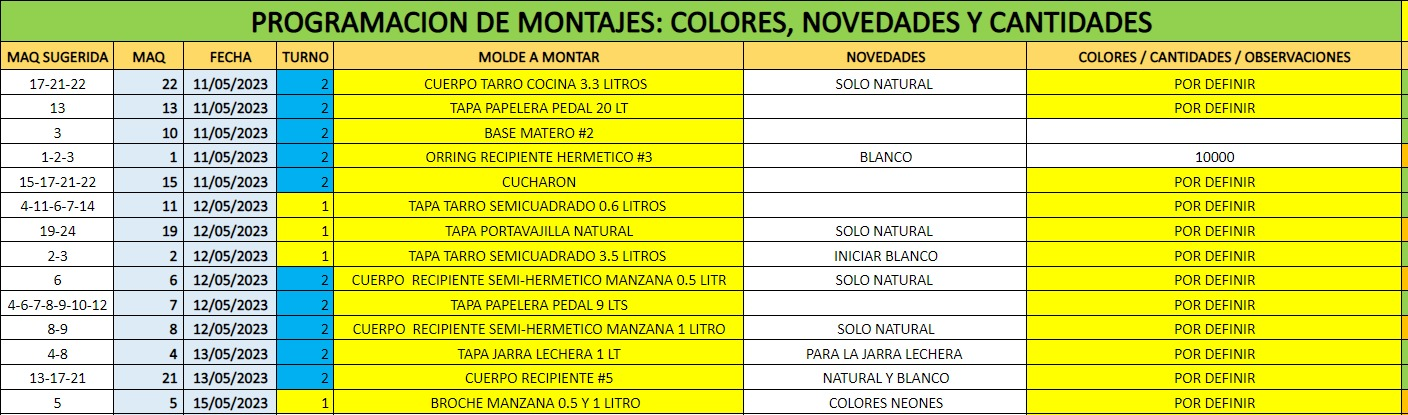 PROGRAMACION DE MONTAJES: COLORES, NOVEDADES Y CANTIDADES
MAQ SUGERIDA MAQ FECHA TURNO MOLDE A MONTAR NOVEDADES COLORES / CANTIDADES / OBSERVACIONES
17-21-22 22 11/05/2023 2 CUERPO TARRO COCINA 3.3 LITROS SOLO NATURAL POR DEFINIR
13 13 11/05/2023 2 TAPA PAPELERA PEDAL 20 LT POR DEFINIR
3 10 11/05/2023 2 BASE MATERO #2
1-2-3 1 11/05/2023 2 ORRING RECIPIENTE HERMETICO #3 BLANCO 10000
15-17-21-22 15 11/05/2023 2 CUCHARON POR DEFINIR
4-11-6-7-14 11 12/05/2023 1 TAPA TARRO SEMICUADRADO 0.6 LITROS POR DEFINIR
19-24 19 12/05/2023 1 TAPA PORTAVAJILLA NATURAL SOLO NATURAL POR DEFINIR
2-3 2 12/05/2023 1 TAPA TARRO SEMICUADRADO 3.5 LITROS INICIAR BLANCO POR DEFINIR
6 6 12/05/2023 2 CUERPO RECIPIENTE SEMI-HERMETICO MANZANA 0.5 LITR SOLO NATURAL POR DEFINIR
4-6-7-8-9-10-12 7 12/05/2023 2 TAPA PAPELERA PEDAL 9 LTS POR DEFINIR
8-9 8 12/05/2023 2 CUERPO RECIPIENTE SEMI-HERMETICO MANZANA 1 LITRO SOLO NATURAL POR DEFINIR
4-8 4 13/05/2023 2 TAPA JARRA LECHERA 1 LT PARA LA JARRA LECHERA POR DEFINIR
13-17-21 21 13/05/2023 2 CUERPO RECIPIENTE #5 NATURAL Y BLANCO POR DEFINIR
5 5 15/05/2023 1 BROCHE MANZANA 0.5 Y 1 LITRO COLORES NEONES POR DEFINIR